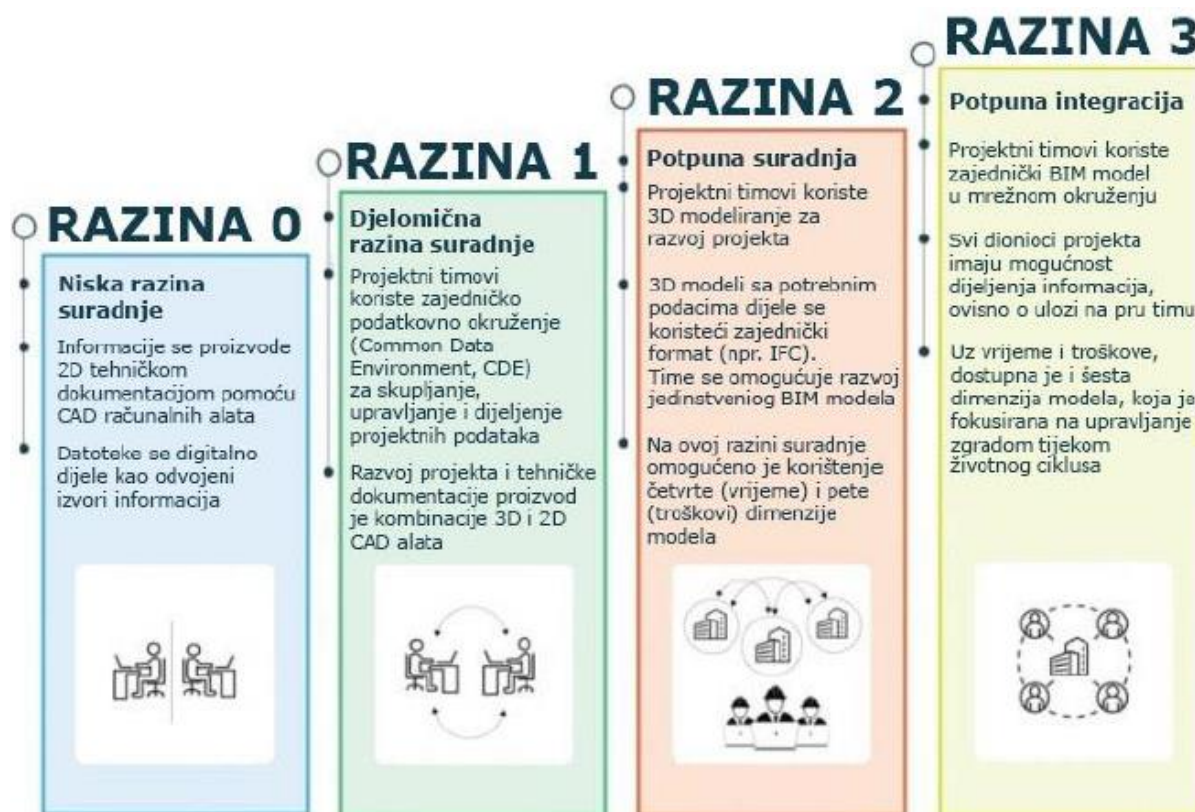 RAZINA 0
Niska razina
suradnje
Informacije se proizvode
2D tehničkom
dokumentacijom pomoću
CAD računalnih alata
Datoteke se digitalno
dijele kao odvojeni
izvori informacija
RAZINA 1
Djelomična
razina suradnje
Projektni timovi
koriste zajedničko
podatkovno okruženje
(Common Data
Environment, CDE)
za skupljanje,
upravljanje i dijeljenje
projektnih podataka
Razvoj projekta i tehničke
dokumentacije proizvod
je kombinacije 3D i 2D
CAD alata
RAZINA 2
Potpuna suradnja
Projektni timovi koriste
3D modeliranje za
razvoj projekta
3D modeli sa potrebnim
podacima dijele se
koristeći zajednički
format (npr. IFC).
Time se omogućuje razvoj
jedinstveniog BIM modela
Na ovoj razini suradnje
omogućeno je korištenje
četvrte (vrijeme) i pete
(troškovi) dimenzije
modela
RAZINA 3
Potpuna integracija
Projektni timovi koriste
zajednički BIM model
u mrežnom okruženju
Svi dionioci projekta
imaju mogućnost
dijeljenja informacija,
ovisno o ulozi na pru timu
Uz vrijeme i troškove,
dostupna je i šesta
dimenzija modela, koja je
fokusirana na upravljanje
zgradom tijekom
životnog ciklusa